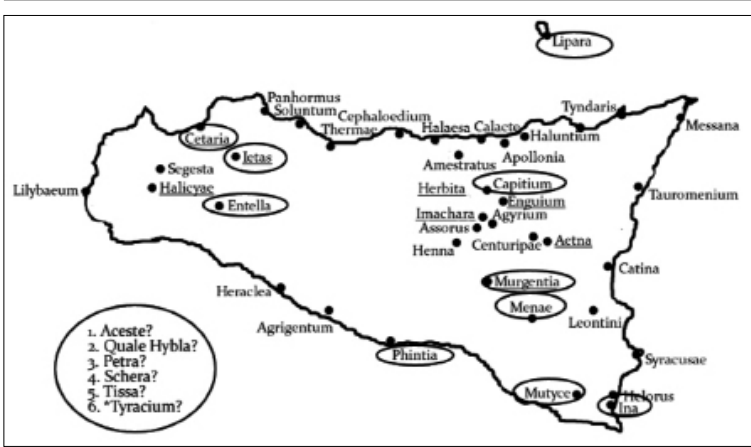 Lipara
Panhormus
Soluntum
Cephaloedium
Thermae
Halaesa
Calacte
Tyndaris
Haluntium
Messana
Cetaria
Ietas
Apollonia
Amestratus
Segesta
Halicyae
Lilybaeum
Herbita
Capitium
Tauromenium
Entella
Enguium
Imachara
Agyrium
Assorus
Henna
Centuripae
Aetna
Catina
Heraclea
Murgentia
Menae
Leontini
Agrigentum
Phintia
Syracusae
Mutyce
Helorus
Ina
1. Aceste?
2. Quale Hybla?
3. Petra?
4. Schera?
5. Tissa?
6. *Tyracium?